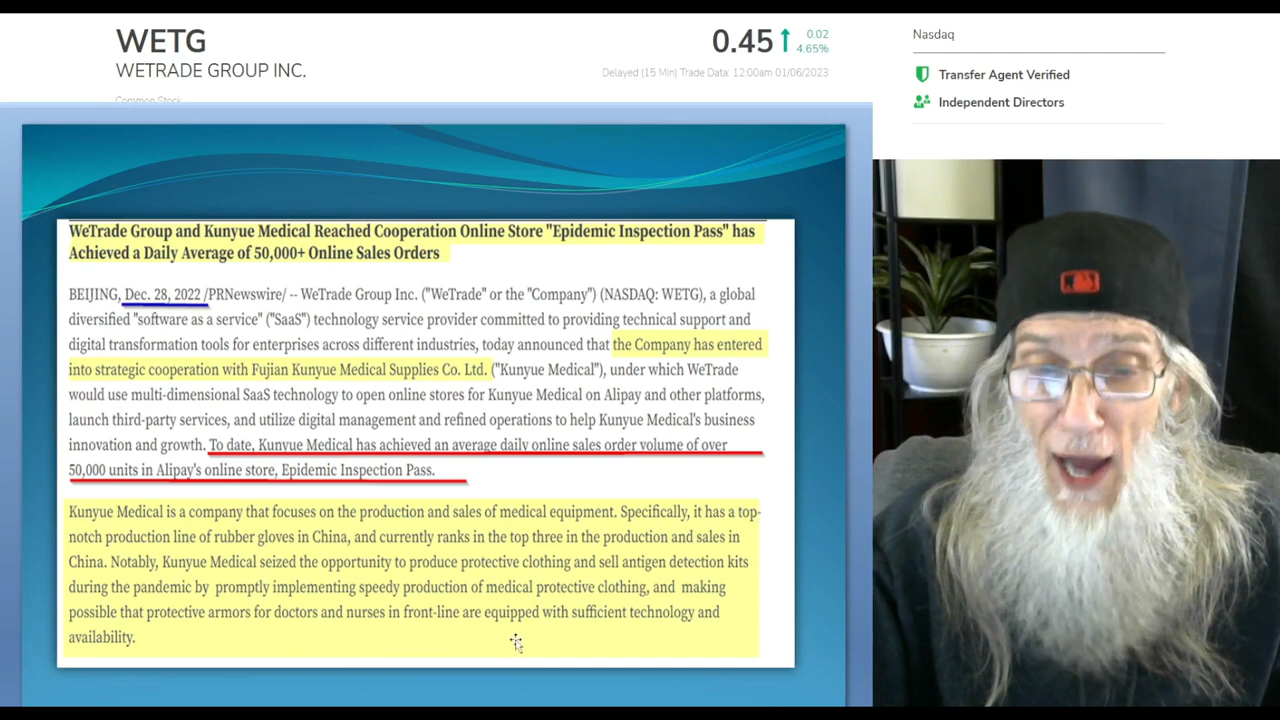 WETG
WETRADE GROUP INC.
Common Stock
0.45
0.02
4.65%
Delayed (15 Min) Trade Data: 12:00am 01/06/2023
Nasdaq
Transfer Agent Verified
Independent Directors
WeTrade Group and Kunyue Medical Reached Cooperation Online Store "Epidemic Inspection Pass" has
Achieved a Daily Average of 50,000+ Online Sales Orders
BEIJING, Dec. 28, 2022 /PRNewswire/ -- WeTrade Group Inc. ("WeTrade" or the "Company") (NASDAQ: WETG), a global
diversified "software as a service" ("SaaS") technology service provider committed to providing technical support and
digital transformation tools for enterprises across different industries, today announced that the Company has entered
into strategic cooperation with Fujian Kunyue Medical Supplies Co. Ltd. ("Kunyue Medical"), under which WeTrade
would use multi-dimensional SaaS technology to open online stores for Kunyue Medical on Alipay and other platforms,
launch third-party services, and utilize digital management and refined operations to help Kunyue Medical's business
innovation and growth. To date, Kunyue Medical has achieved an average daily online sales order volume of over
50,000 units in Alipay's online store, Epidemic Inspection Pass.
Kunyue Medical is a company that focuses on the production and sales of medical equipment. Specifically, it has a top-
notch production line of rubber gloves in China, and currently ranks in the top three in the production and sales in
China. Notably, Kunyue Medical seized the opportunity to produce protective clothing and sell antigen detection kits
during the pandemic by promptly implementing speedy production of medical protective clothing, and making
possible that protective armors for doctors and nurses in front-line are equipped with sufficient technology and
availability.